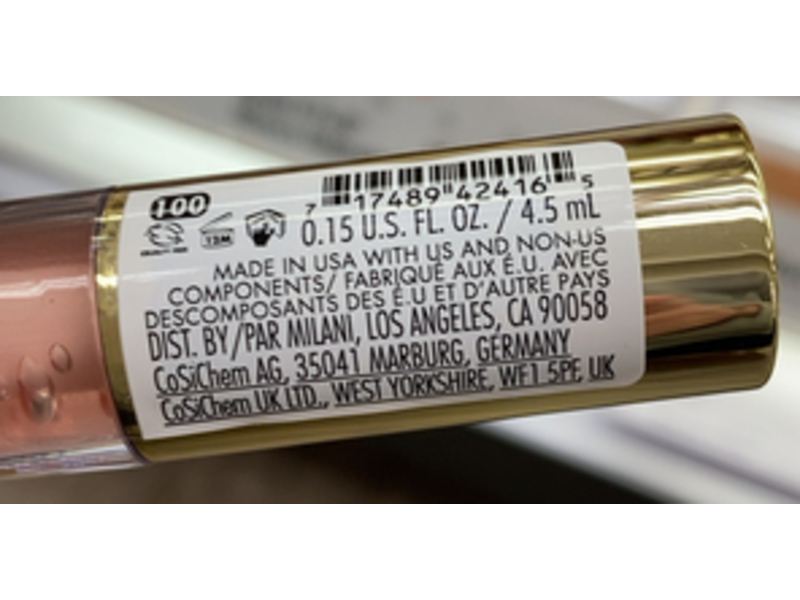 100
7 17489 42416 5
12M
0.15 U.S. FL. OZ. / 4.5 mL
MADE IN USA WITH US AND NON-US
COMPONENTS/ FABRIQUÉ AUX É.U. AVEC
DESCOMPOSANTS DES É.U ET D'AUTRE PAYS
DIST. BY/PAR MILANI, LOS ANGELES, CA 90058
CoSiChem AG, 35041 MARBURG, GERMANY
CoSiChem UK LTD., WEST YORKSHIRE, WF1 5PF, UK